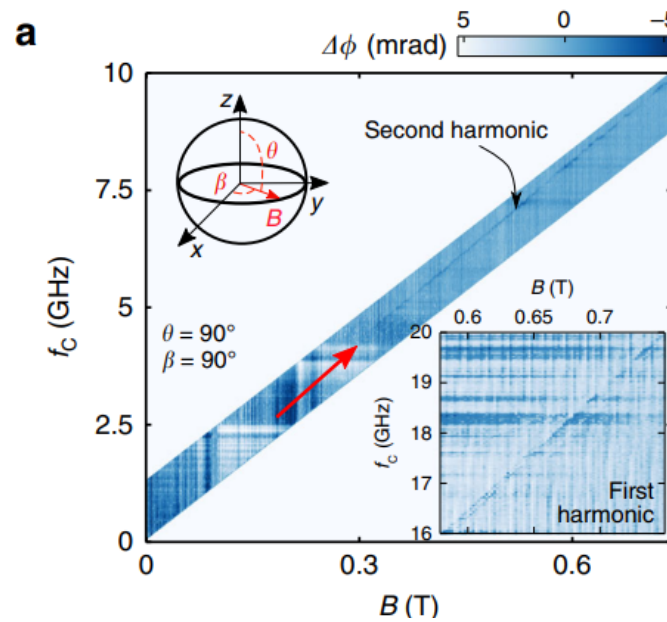 a
Δϕ (mrad)
5 0 -5
10
7.5
5
2.5
0
f_C (GHz)
z
θ
β
B
y
x
Second harmonic
θ = 90°
β = 90°
B (T)
0.6 0.65 0.7
20
19
18
17
16
f_C (GHz)
First
harmonic
0 0.3 0.6
B (T)